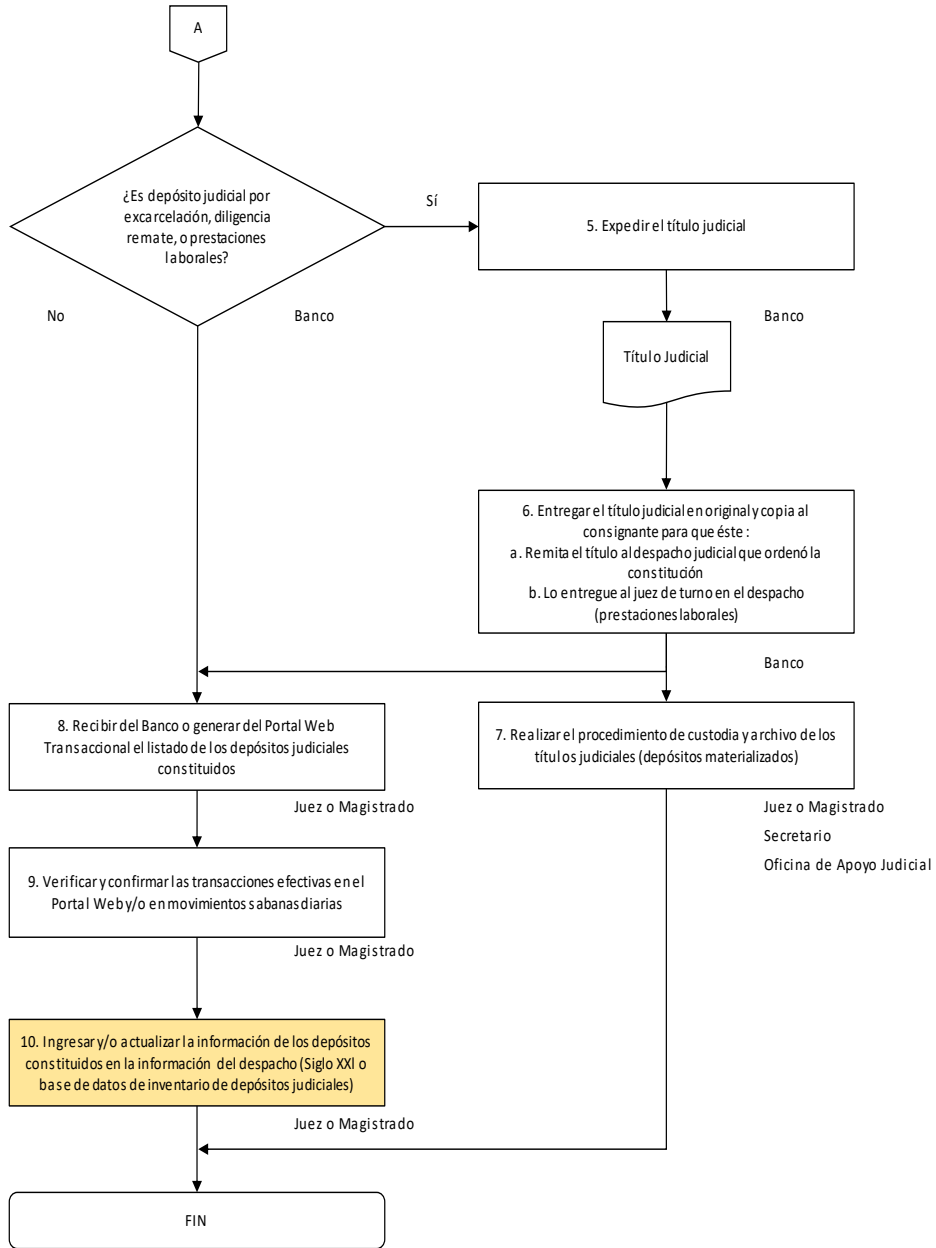 A
¿Es depósito judicial por
excarcelación, diligencia
remate, o prestaciones
laborales?
Sí
5. Expedir el título judicial
No
Banco
Banco
Título Judicial
6. Entregar el título judicial en original y copia al
consignante para que éste :
a. Remita el título al despacho judicial que ordenó la
constitución
b. Lo entregue al juez de turno en el despacho
(prestaciones laborales)
Banco
8. Recibir del Banco o generar del Portal Web
Transaccional el listado de los depósitos judiciales
constituidos
7. Realizar el procedimiento de custodia y archivo de los
títulos judiciales (depósitos materializados)
Juez o Magistrado
Juez o Magistrado
Secretario
Oficina de Apoyo Judicial
9. Verificar y confirmar las transacciones efectivas en el
Portal Web y/o en movimientos sabanas diarias
Juez o Magistrado
10. Ingresar y/o actualizar la información de los depósitos
constituidos en la información del despacho (Siglo XXI o
base de datos de inventario de depósitos judiciales)
Juez o Magistrado
FIN